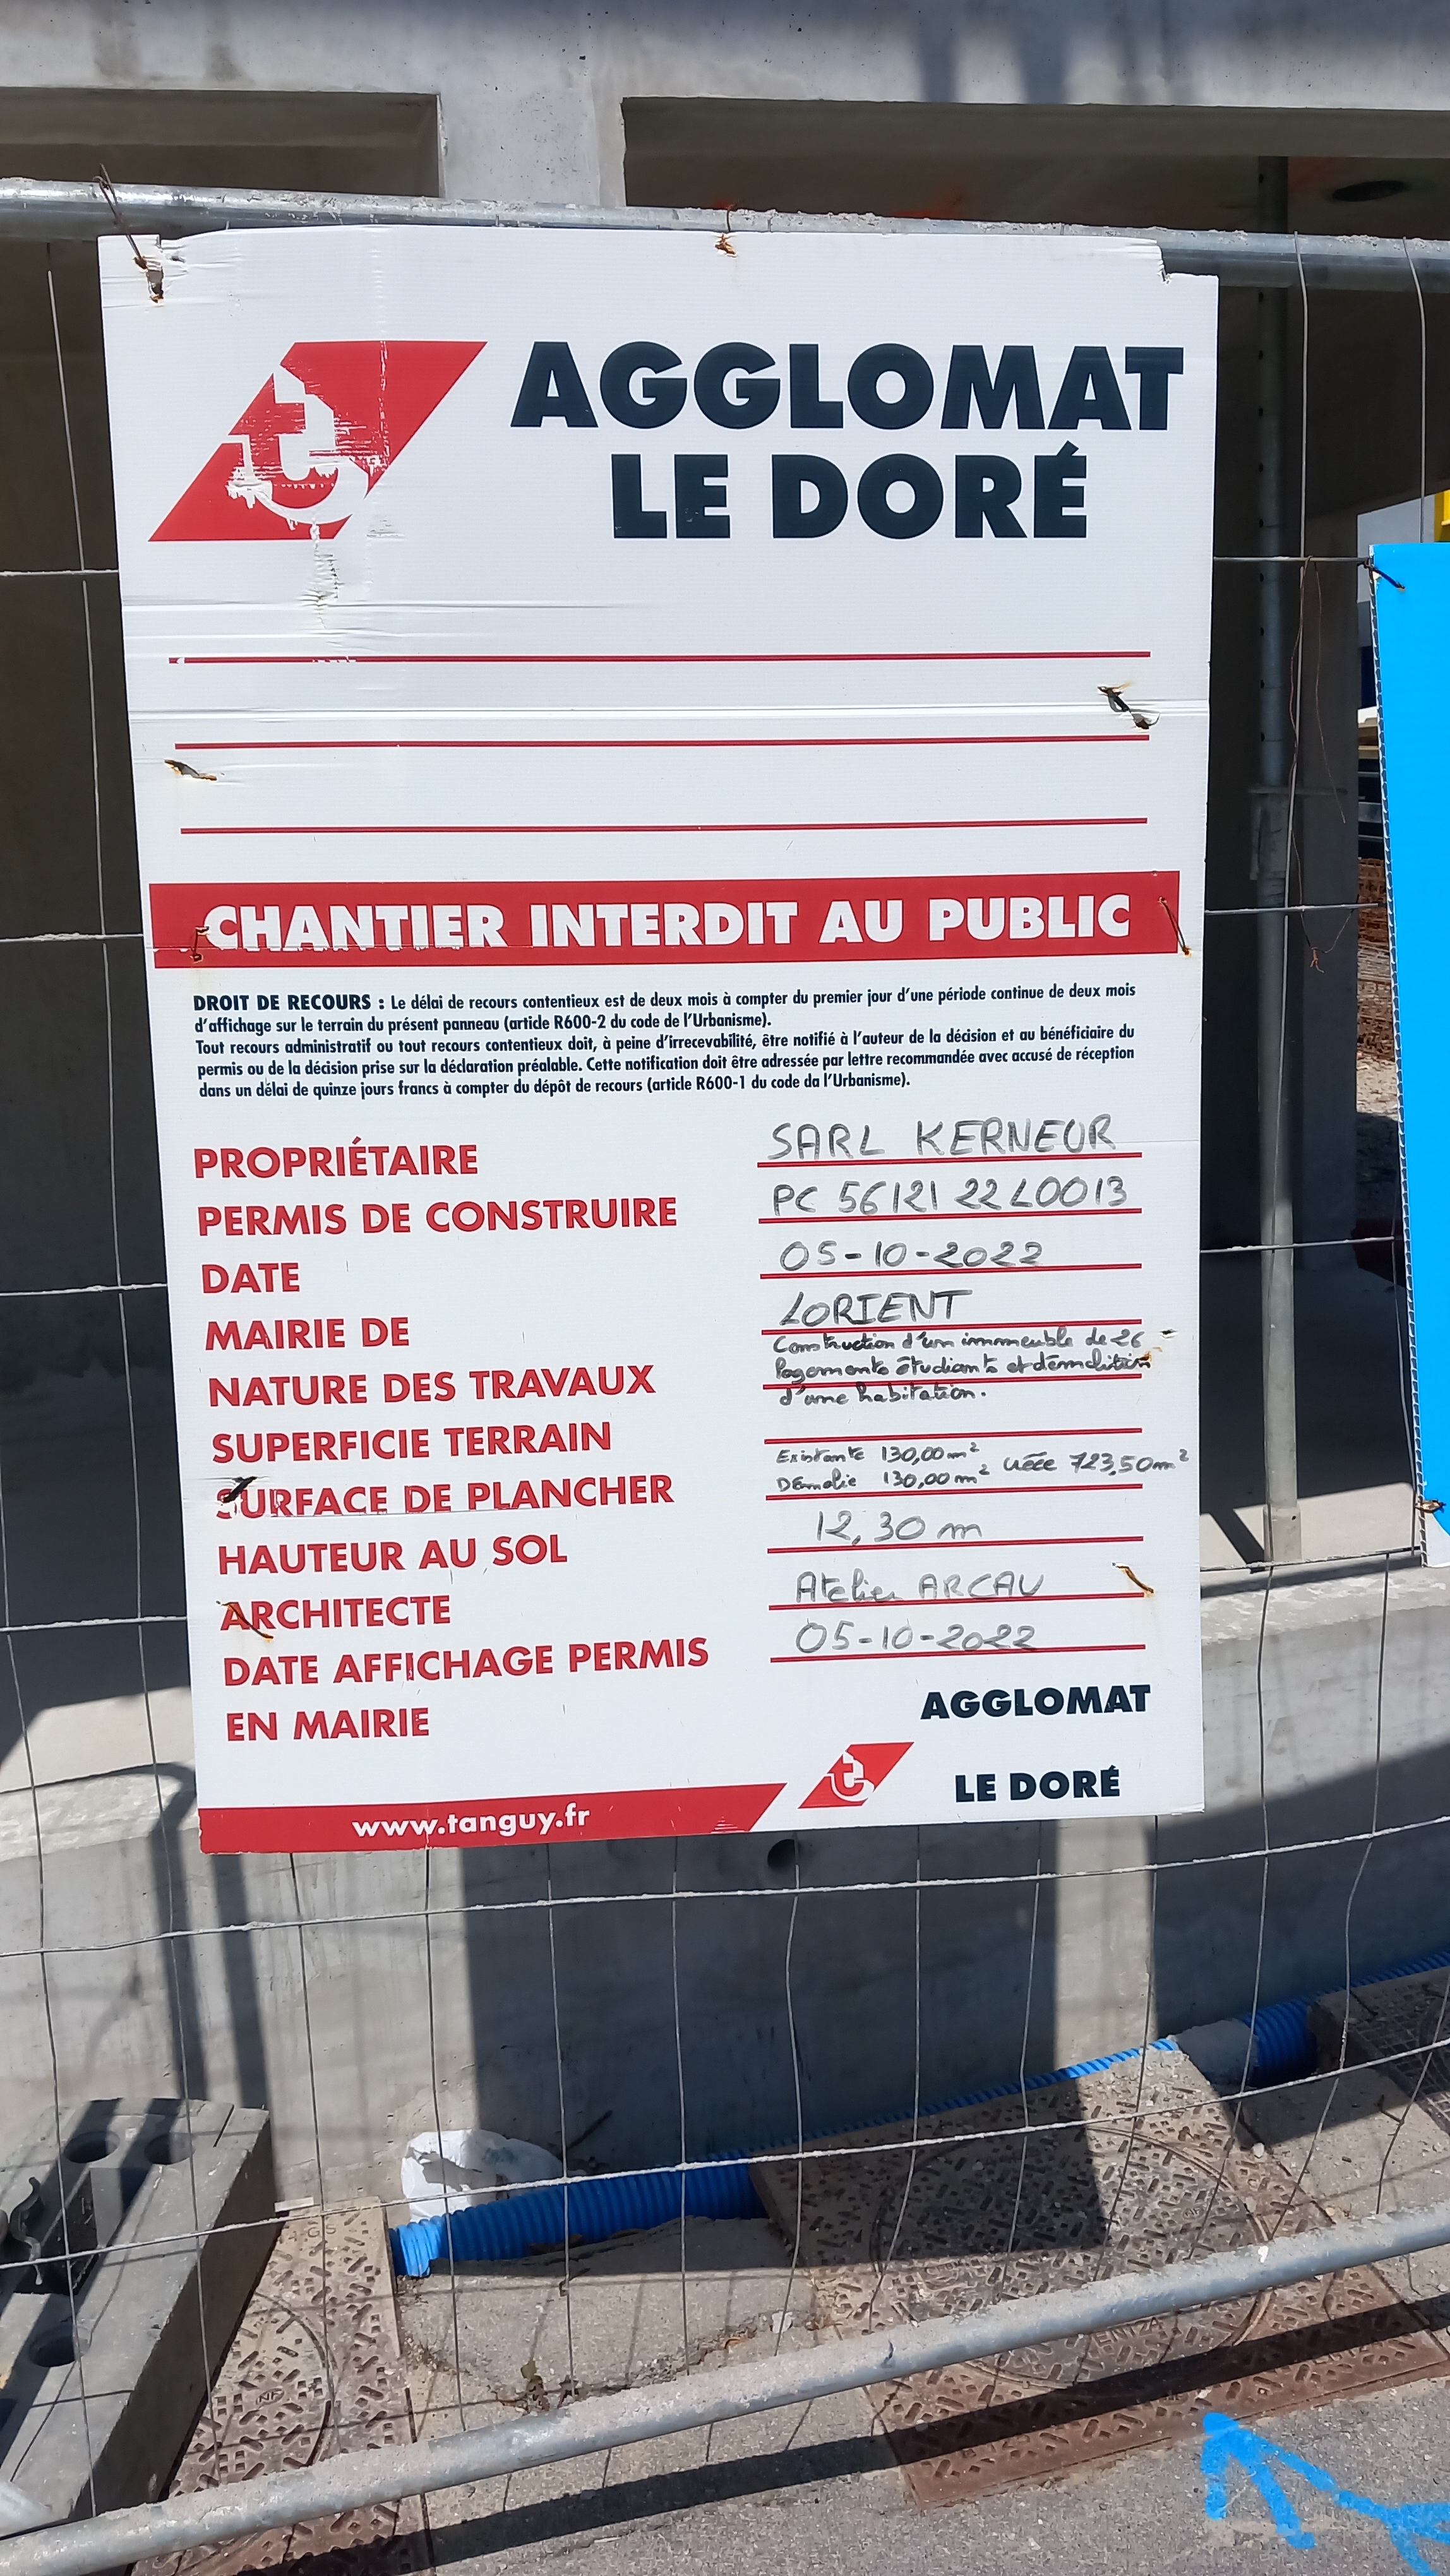 AGGLOMAT
LE DORÉ
CHANTIER INTERDIT AU PUBLIC
DROIT DE RECOURS : Le délai de recours contentieux est de deux mois à compter du premier jour d'une période continue de deux mois
d'affichage sur le terrain du présent panneau (article R600-2 du code de l'Urbanisme).
Tout recours administratif ou tout recours contentieux doit, à peine d'irrecevabilité, être notifié à l'auteur de la décision et au bénéficiaire du
permis ou de la décision prise sur la déclaration préalable. Cette notification doit être adressée par lettre recommandée avec accusé de réception
dans un délai de quinze jours francs à compter du dépôt de recours (article R600-1 du code da l'Urbanisme).
PROPRIÉTAIRE SARL KERNEUR
PERMIS DE CONSTRUIRE PC 56121 22 L0013
DATE 05-10-2022
MAIRIE DE LORIENT
NATURE DES TRAVAUX Construction d'un immeuble de 26
logements étudiants et démolition
d'une habitation.
SUPERFICIE TERRAIN
SURFACE DE PLANCHER Existante 130,00m² créée 723,50m²
Démolie 130,00m²
HAUTEUR AU SOL 12,30 m
ARCHITECTE Atelier ARCAU
DATE AFFICHAGE PERMIS 05-10-2022
EN MAIRIE
AGGLOMAT
LE DORÉ
www.tanguy.fr